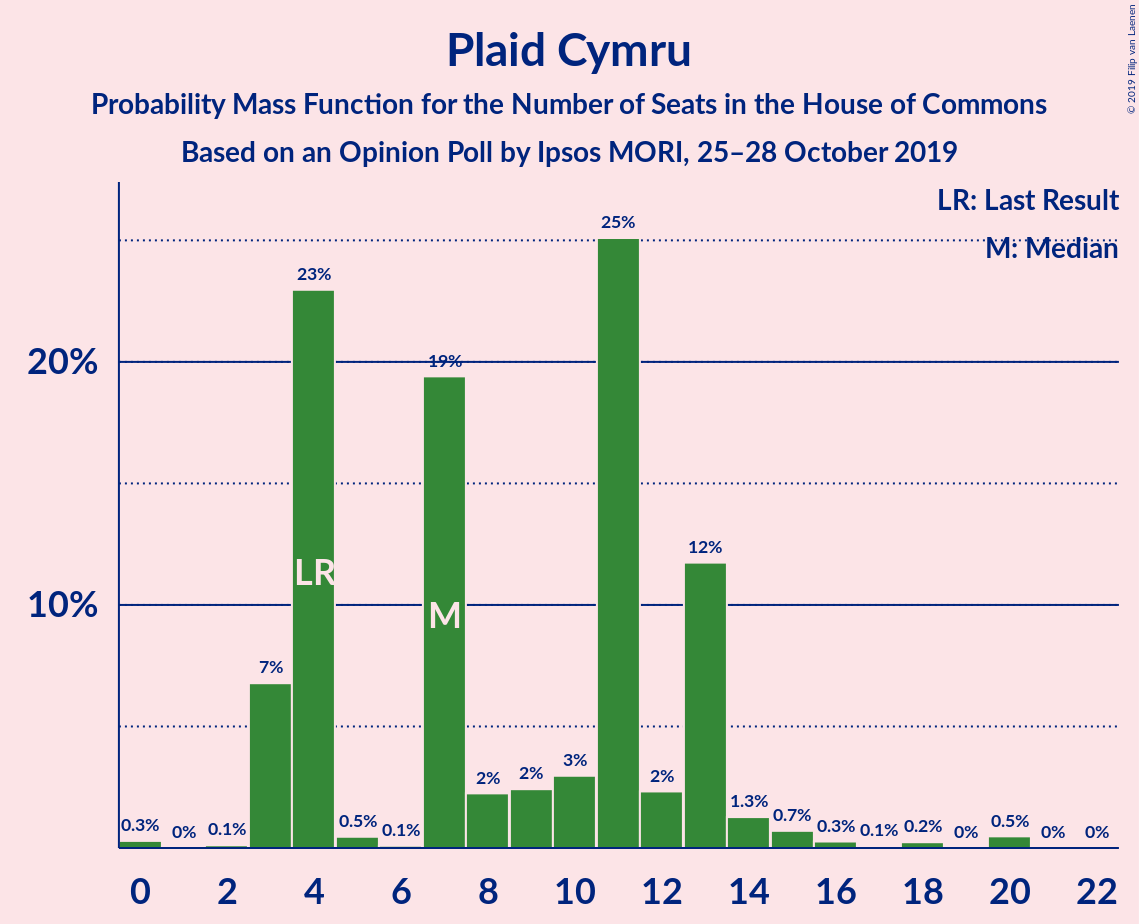 Plaid Cymru
Probability Mass Function for the Number of Seats in the House of Commons
Based on an Opinion Poll by Ipsos MORI, 25–28 October 2019
© 2019 Filip van Laenen
LR: Last Result
M: Median
20%
10%
0.3%
0%
0.1%
7%
23%
0.5%
0.1%
19%
2%
2%
3%
25%
2%
12%
1.3%
0.7%
0.3%
0.1%
0.2%
0%
0.5%
0%
0%
LR
M
0 2 4 6 8 10 12 14 16 18 20 22